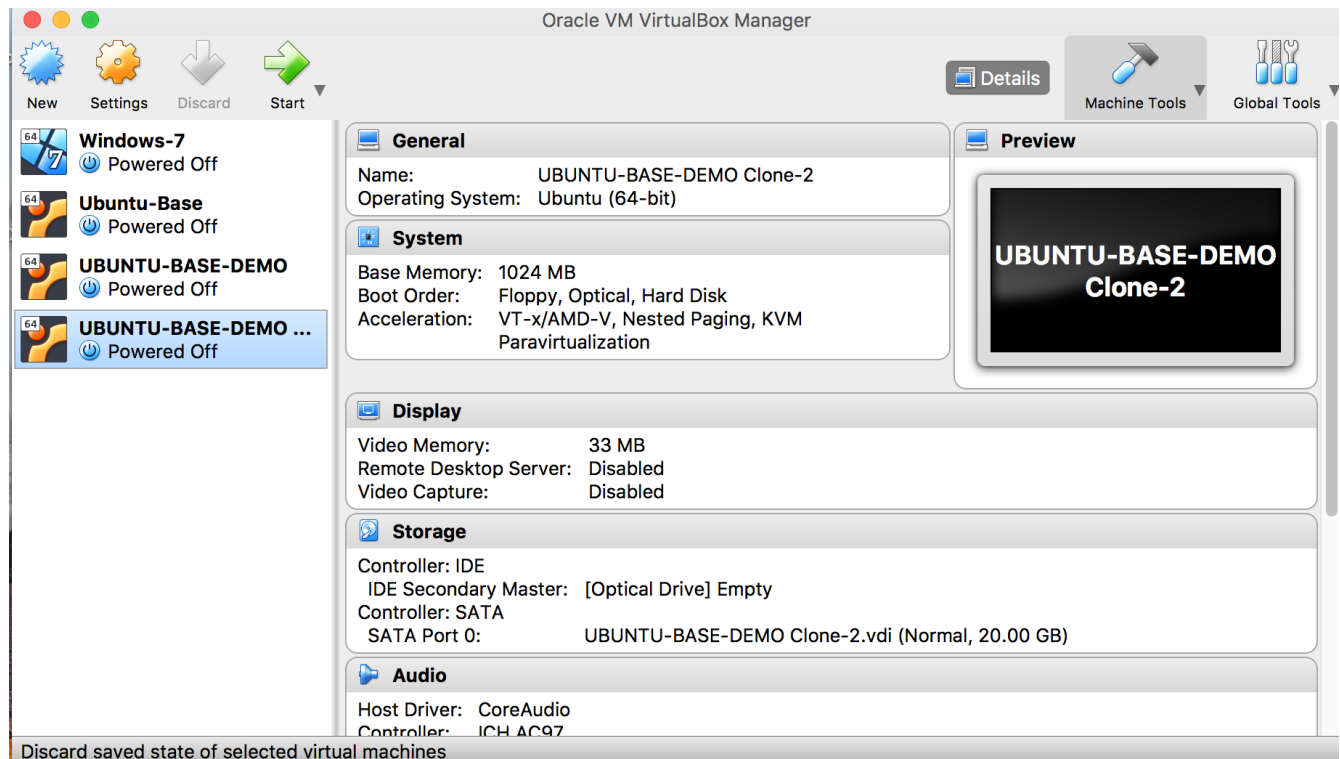 Oracle VM VirtualBox Manager
New Settings Discard Start Details Machine Tools Global Tools
64 Windows-7
Powered Off
64 Ubuntu-Base
Powered Off
64 UBUNTU-BASE-DEMO
Powered Off
64 UBUNTU-BASE-DEMO ...
Powered Off
General
Name: UBUNTU-BASE-DEMO Clone-2
Operating System: Ubuntu (64-bit)
System
Base Memory: 1024 MB
Boot Order: Floppy, Optical, Hard Disk
Acceleration: VT-x/AMD-V, Nested Paging, KVM
Paravirtualization
Preview
UBUNTU-BASE-DEMO
Clone-2
Display
Video Memory: 33 MB
Remote Desktop Server: Disabled
Video Capture: Disabled
Storage
Controller: IDE
IDE Secondary Master: [Optical Drive] Empty
Controller: SATA
SATA Port 0: UBUNTU-BASE-DEMO Clone-2.vdi (Normal, 20.00 GB)
Audio
Host Driver: CoreAudio
Controller: ICH AC97
Discard saved state of selected virtual machines